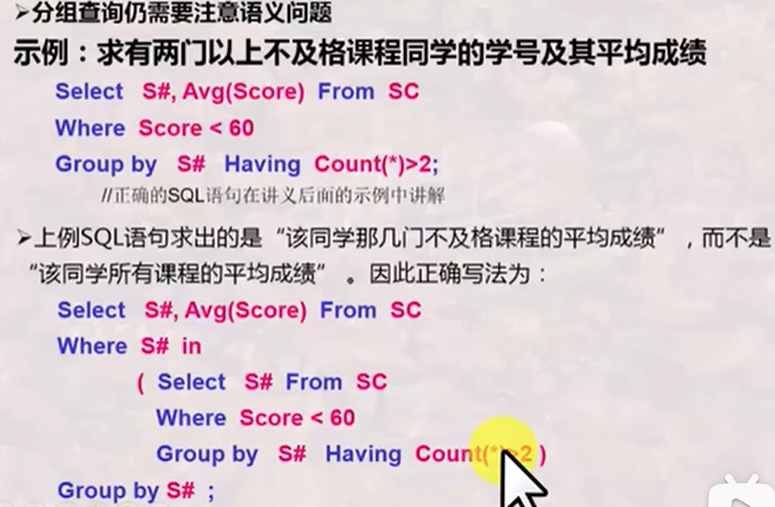 ➢分组查询仍需要注意语义问题
示例：求有两门以上不及格课程同学的学号及其平均成绩
Select S#, Avg(Score) From SC
Where Score < 60
Group by S# Having Count(*)>2;
//正确的SQL语句在讲义后面的示例中讲解
➢上例SQL语句求出的是“该同学那几门不及格课程的平均成绩”，而不是
“该同学所有课程的平均成绩”。因此正确写法为：
Select S#, Avg(Score) From SC
Where S# in
( Select S# From SC
Where Score < 60
Group by S# Having Count(*)>2 )
Group by S# ;